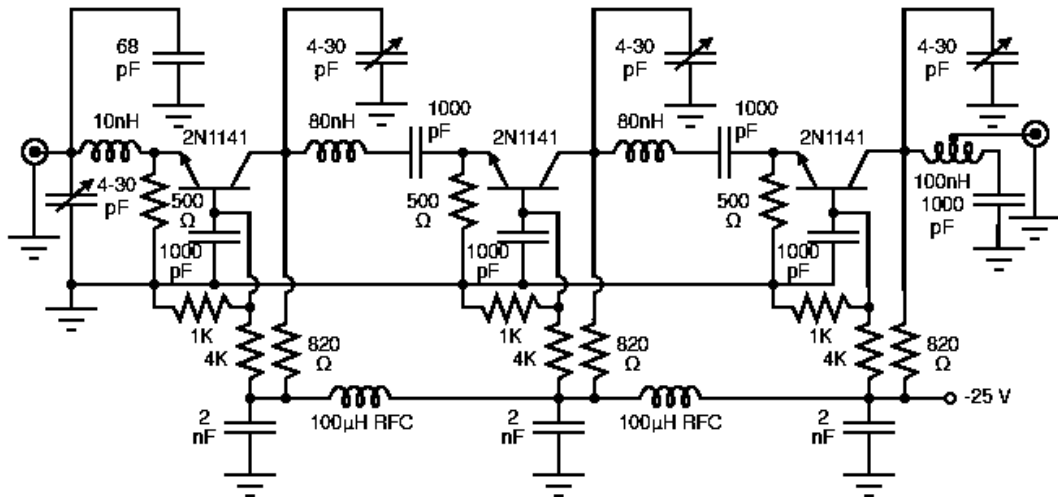 68
pF
4-30
pF
4-30
pF
4-30
pF
10nH
2N1141
80nH
1000
pF
2N1141
80nH
1000
pF
2N1141
4-30
pF
500
Ω
1000
pF
500
Ω
1000
pF
500
Ω
1000
pF
100nH
1000
pF
1K
4K
820
Ω
1K
4K
820
Ω
1K
4K
820
Ω
2
nF
100µH RFC
2
nF
100µH RFC
2
nF
-25 V